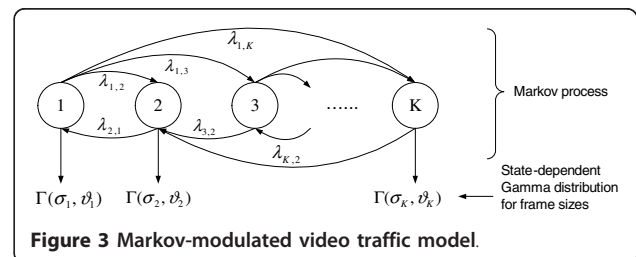 λ1,K
λ1,3
λ1,2
1 2 3 ...... K
λ2,1 λ3,2
λK,2
Markov process
Γ(σ1, ϑ1) Γ(σ2, ϑ2) Γ(σK, ϑK)
State-dependent
Gamma distribution
for frame sizes
Figure 3 Markov-modulated video traffic model.